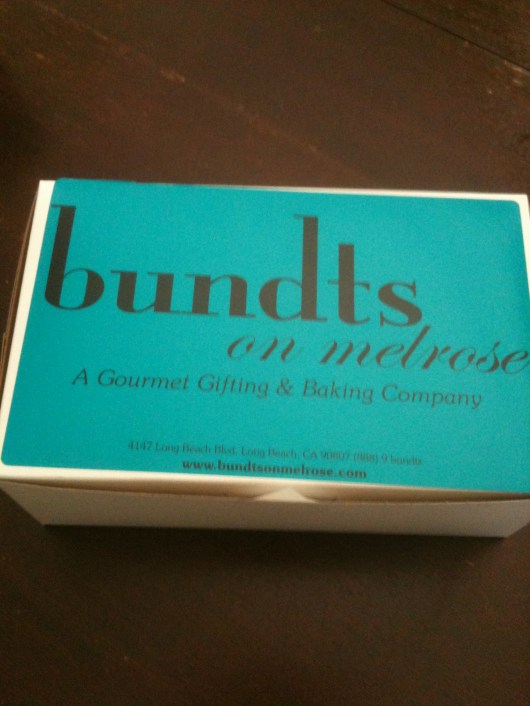 bundts
on melrose
A Gourmet Gifting & Baking Company
4147 Long Beach Blvd. Long Beach, CA 90807 (888) 9 bundts
www.bundtsonmelrose.com